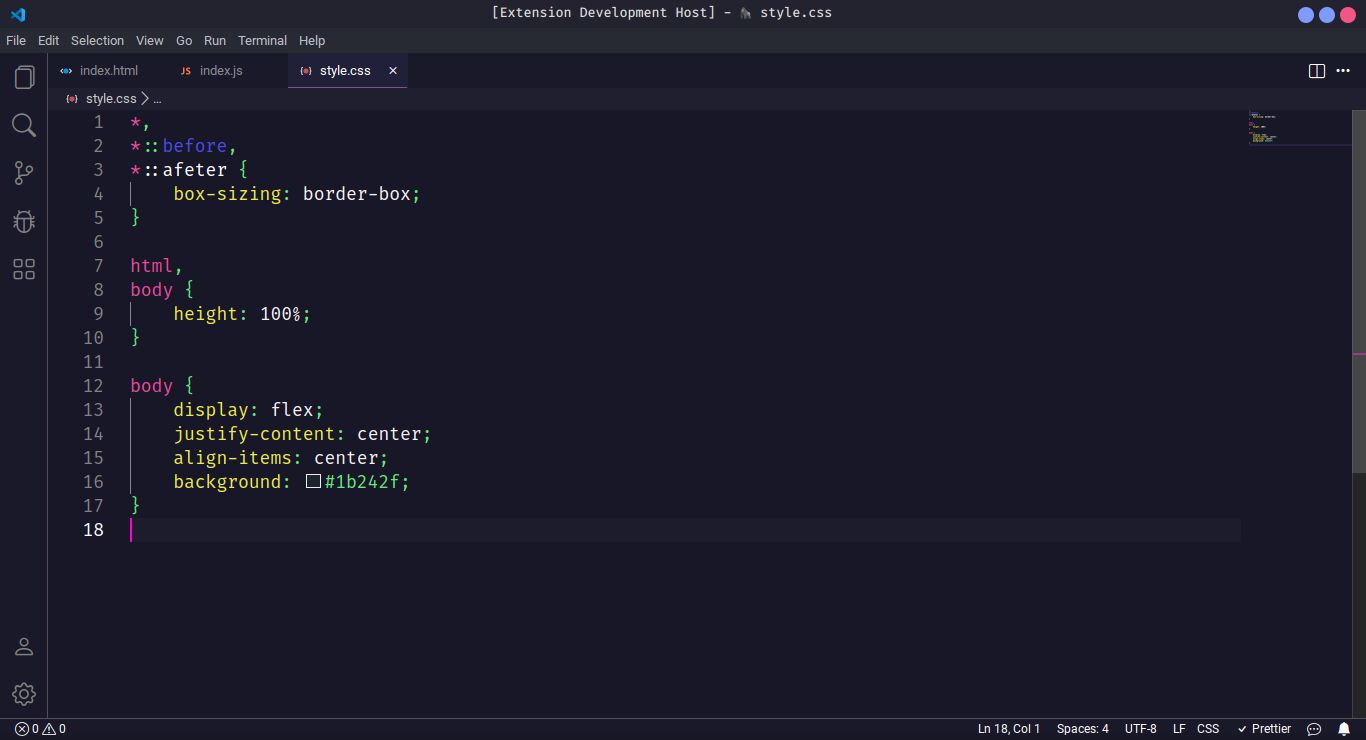 [Extension Development Host] - 🦍 style.css
File Edit Selection View Go Run Terminal Help
index.html JS index.js style.css ×
style.css > ...
1 *,
2 *::before,
3 *::afeter {
4     box-sizing: border-box;
5 }
6
7 html,
8 body {
9     height: 100%;
10 }
11
12 body {
13     display: flex;
14     justify-content: center;
15     align-items: center;
16     background: #1b242f;
17 }
18
0 0 Ln 18, Col 1 Spaces: 4 UTF-8 LF CSS ✓ Prettier